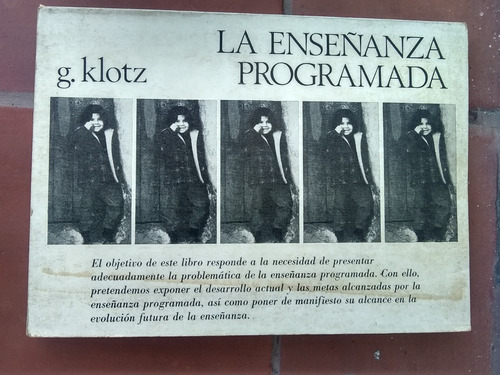 LA ENSEÑANZA
PROGRAMADA
g. klotz
El objetivo de este libro responde a la necesidad de presentar
adecuadamente la problemática de la enseñanza programada. Con ello,
pretendemos exponer el desarrollo actual y las metas alcanzadas por la
enseñanza programada, así como poner de manifiesto su alcance en la
evolución futura de la enseñanza.